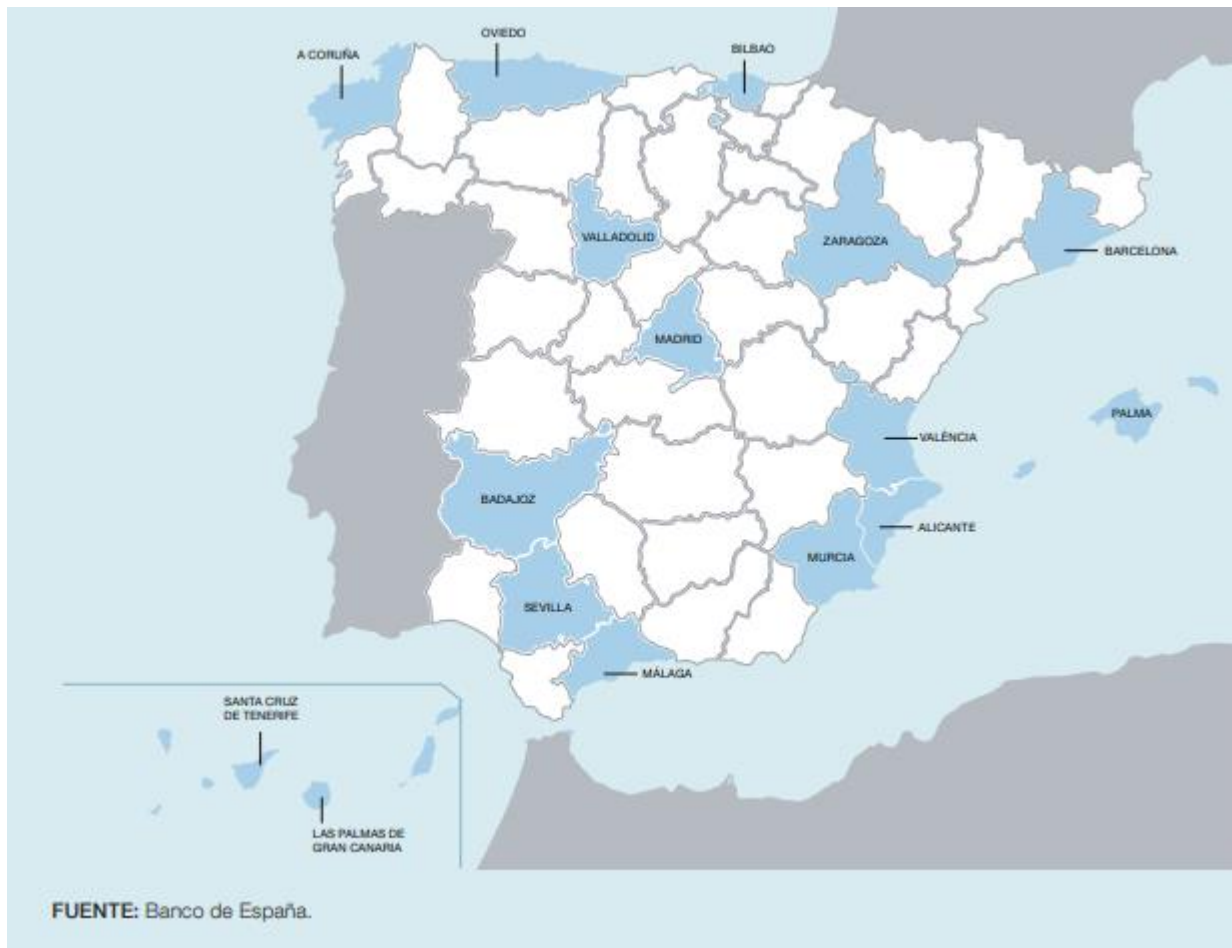 OVIEDO
A CORUÑA
BILBAO
VALLADOLID
ZARAGOZA
BARCELONA
MADRID
PALMA
VALÈNCIA
BADAJOZ
ALICANTE
MURCIA
SEVILLA
MÁLAGA
SANTA CRUZ
DE TENERIFE
LAS PALMAS DE
GRAN CANARIA
FUENTE: Banco de España.